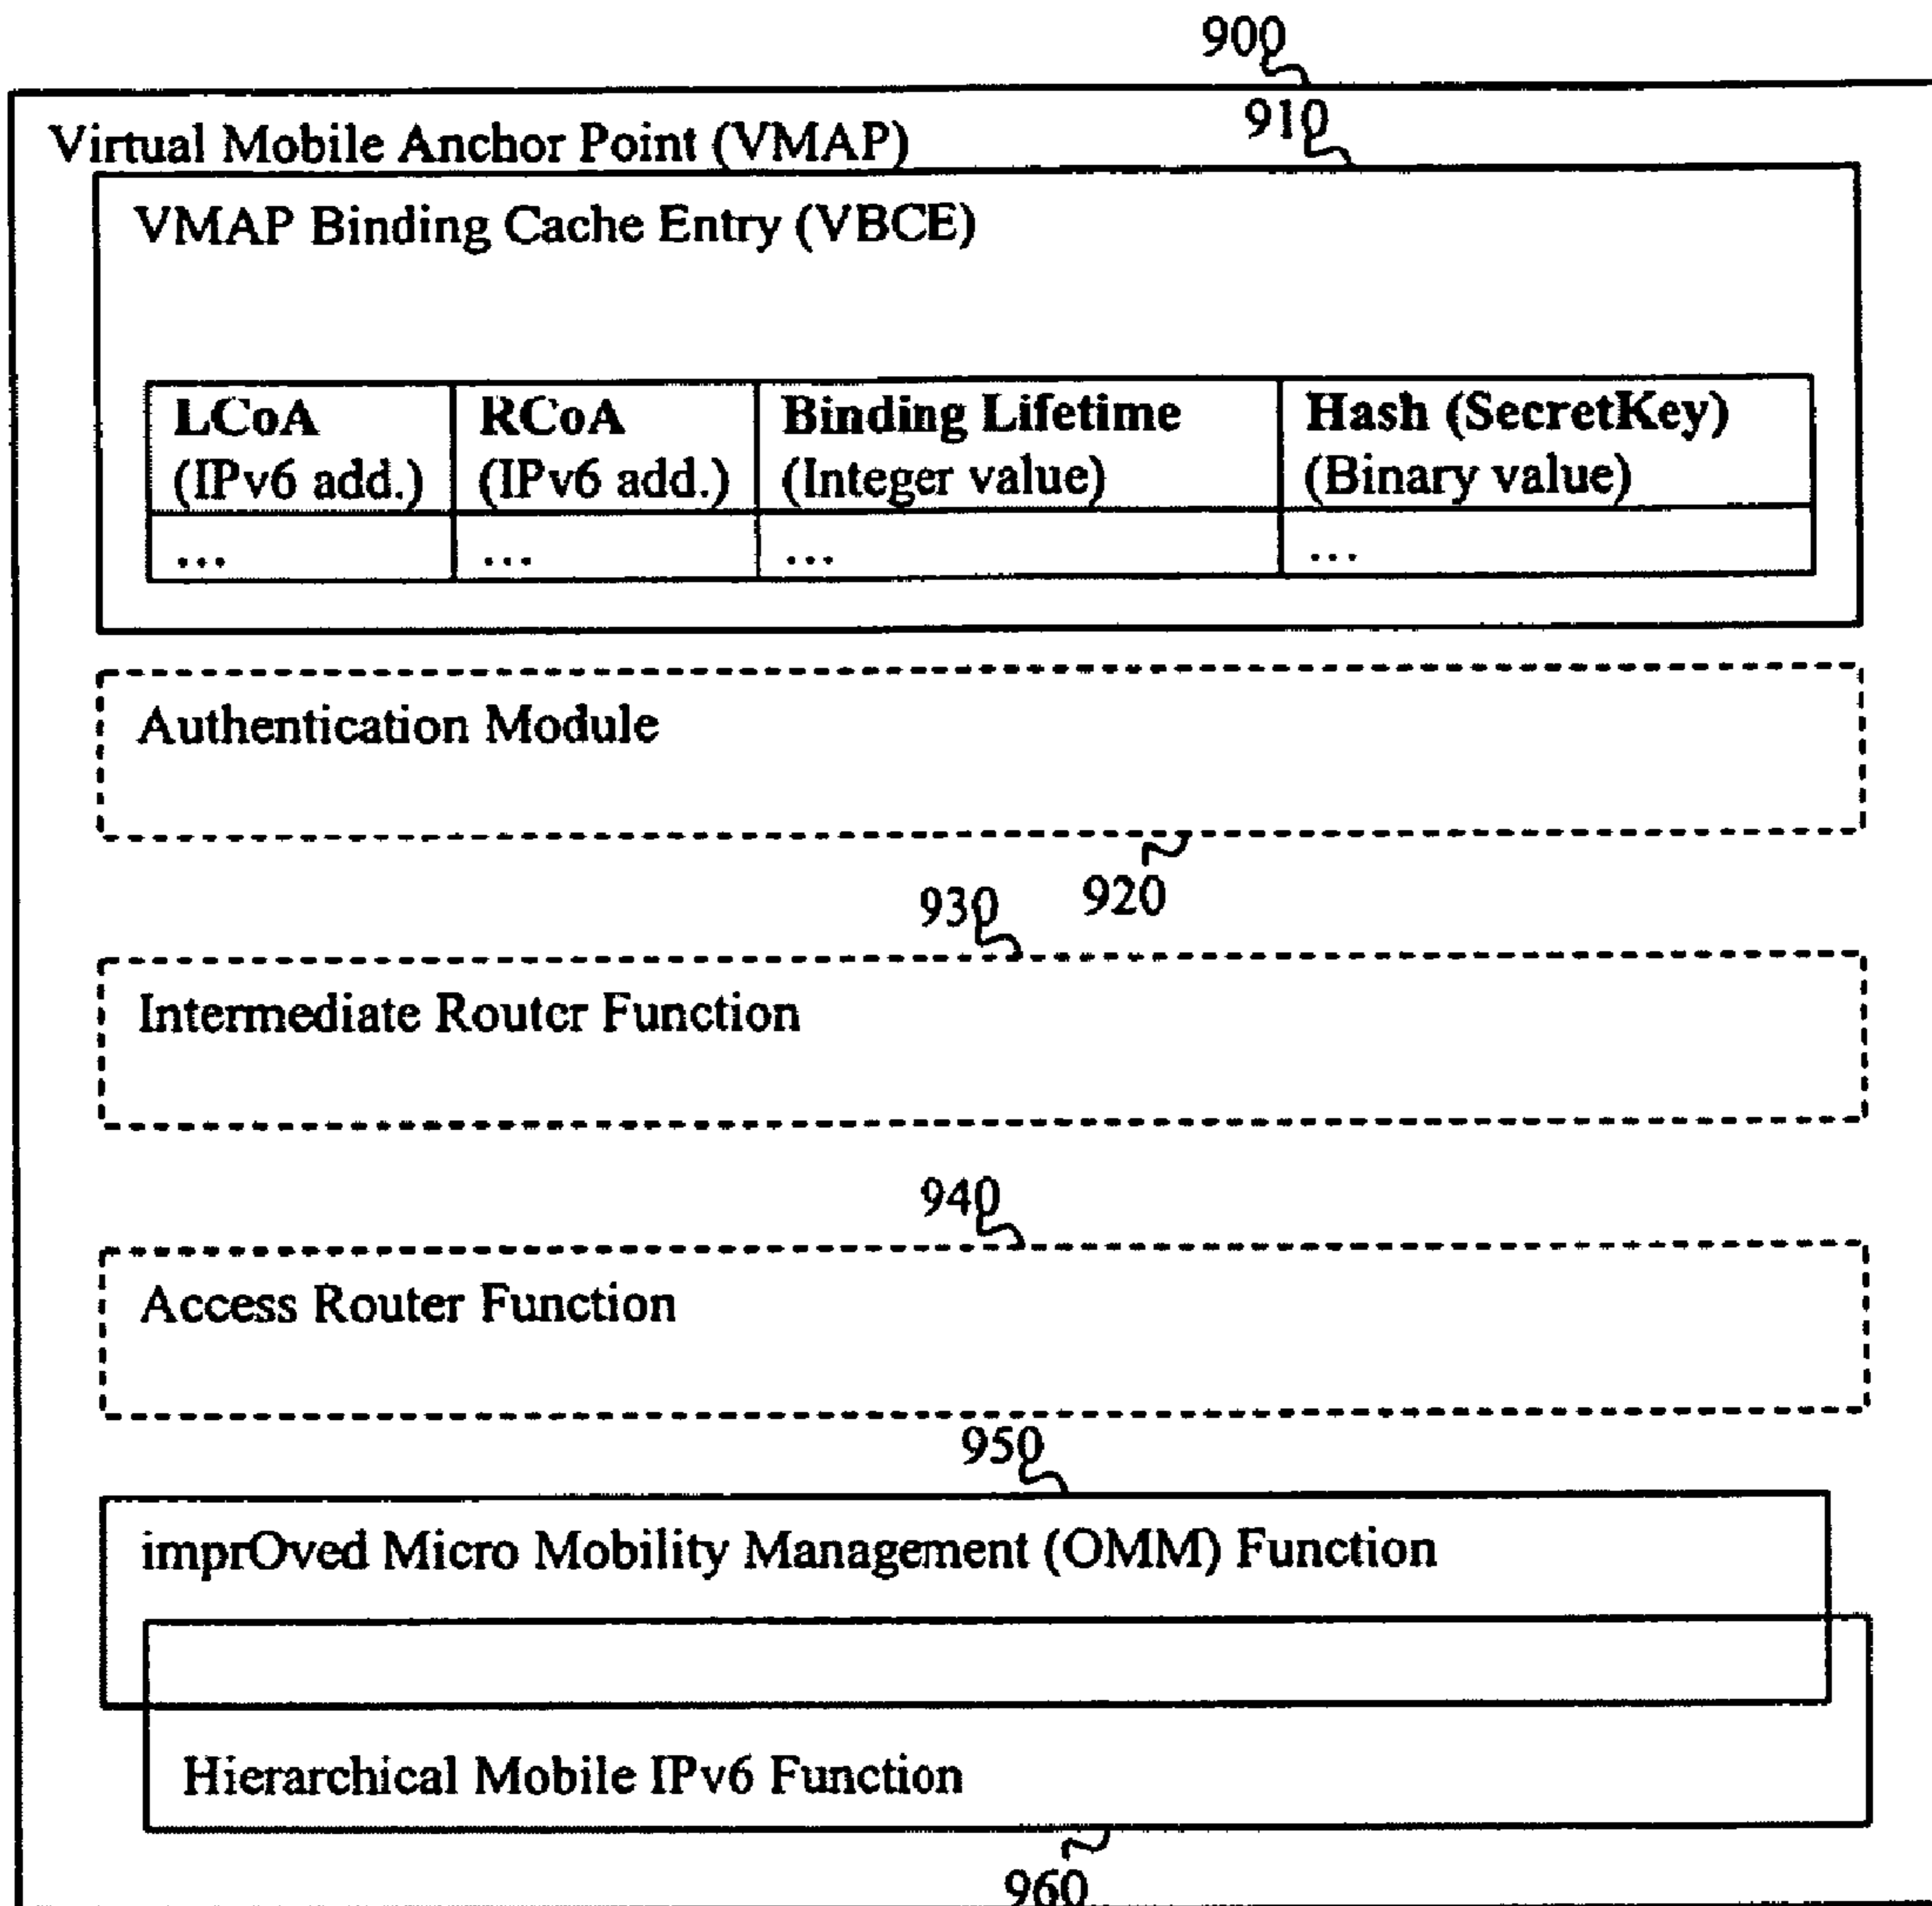 900
910
Virtual Mobile Anchor Point (VMAP)
VMAP Binding Cache Entry (VBCE)
LCoA RCoA Binding Lifetime Hash (SecretKey)
(IPv6 add.) (IPv6 add.) (Integer value) (Binary value)
... ... ... ...
Authentication Module
920
930
Intermediate Router Function
940
Access Router Function
950
imprOved Micro Mobility Management (OMM) Function
Hierarchical Mobile IPv6 Function
960